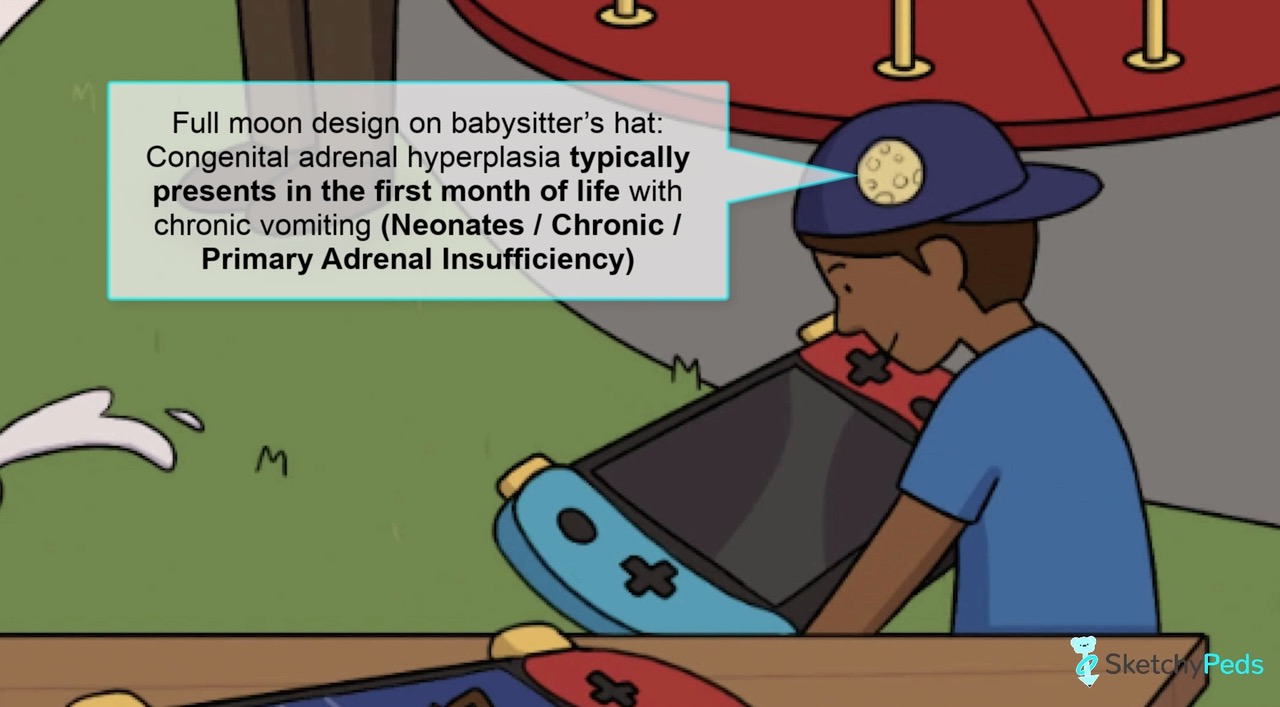 Full moon design on babysitter’s hat:
Congenital adrenal hyperplasia typically
presents in the first month of life with
chronic vomiting (Neonates / Chronic /
Primary Adrenal Insufficiency)
SketchyPeds